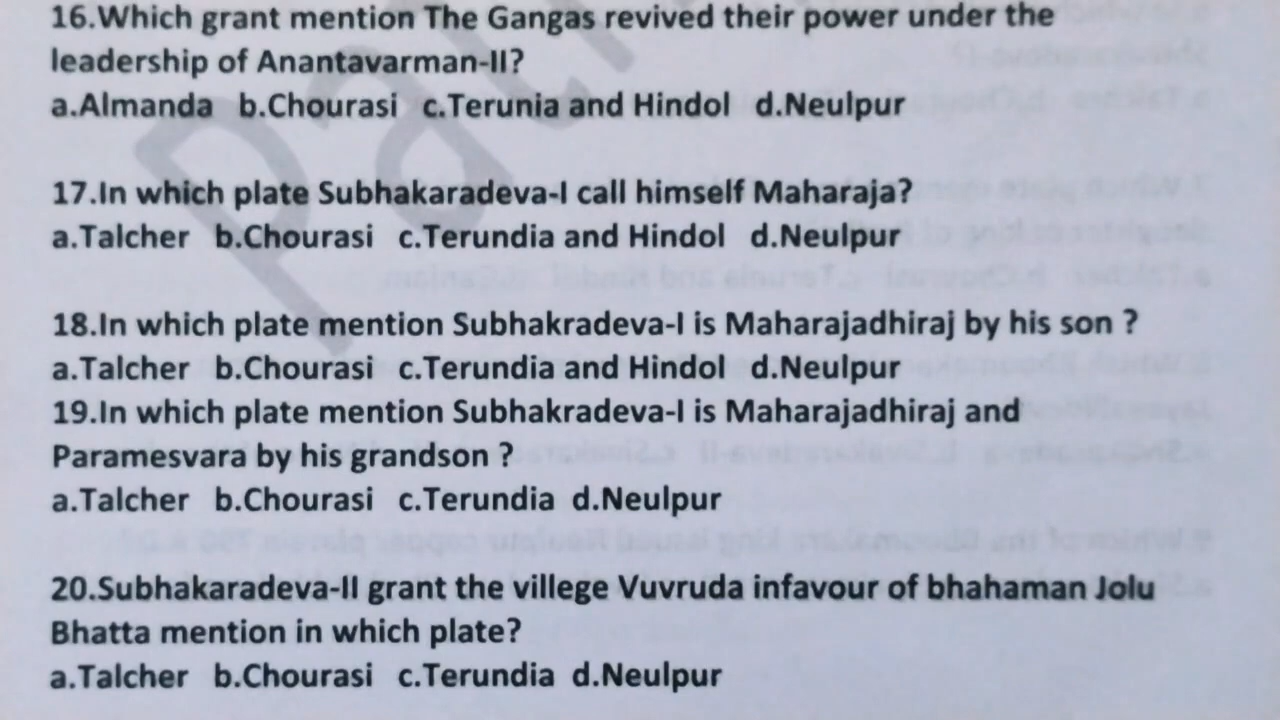 16.Which grant mention The Gangas revived their power under the
leadership of Anantavarman-II?
a.Almanda b.Chourasi c.Terunia and Hindol d.Neulpur
17.In which plate Subhakaradeva-I call himself Maharaja?
a.Talcher b.Chourasi c.Terundia and Hindol d.Neulpur
18.In which plate mention Subhakradeva-I is Maharajadhiraj by his son ?
a.Talcher b.Chourasi c.Terundia and Hindol d.Neulpur
19.In which plate mention Subhakradeva-I is Maharajadhiraj and
Paramesvara by his grandson ?
a.Talcher b.Chourasi c.Terundia d.Neulpur
20.Subhakaradeva-II grant the villege Vuvruda infavour of bhahaman Jolu
Bhatta mention in which plate?
a.Talcher b.Chourasi c.Terundia d.Neulpur